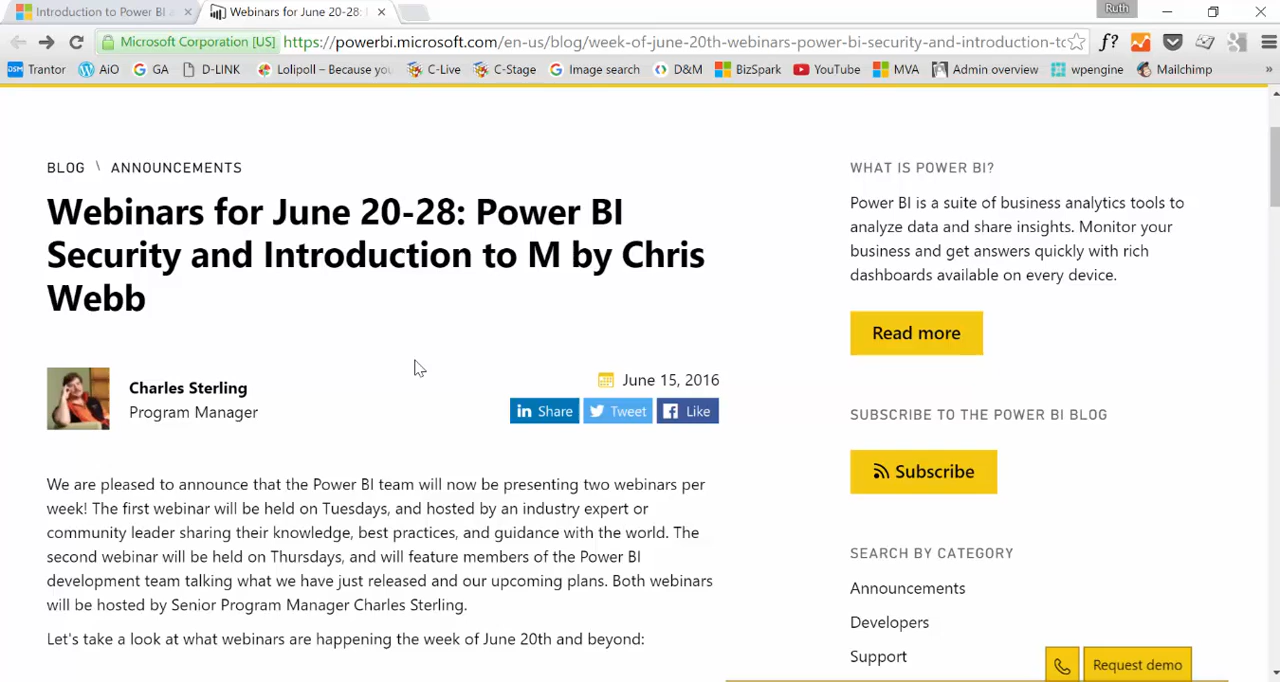 Introduction to Power BI
Webinars for June 20-28:
Ruth
Microsoft Corporation [US]
https://powerbi.microsoft.com/en-us/blog/week-of-june-20th-webinars-power-bi-security-and-introduction-to
f?
Trantor
AiO
GA
D-LINK
Lolipoll – Because you
C-Live
C-Stage
Image search
D&M
BizSpark
YouTube
MVA
Admin overview
wpengine
Mailchimp
»
BLOG \ ANNOUNCEMENTS
Webinars for June 20-28: Power BI
Security and Introduction to M by Chris
Webb
Charles Sterling
Program Manager
June 15, 2016
in Share
Tweet
Like
We are pleased to announce that the Power BI team will now be presenting two webinars per
week! The first webinar will be held on Tuesdays, and hosted by an industry expert or
community leader sharing their knowledge, best practices, and guidance with the world. The
second webinar will be held on Thursdays, and will feature members of the Power BI
development team talking what we have just released and our upcoming plans. Both webinars
will be hosted by Senior Program Manager Charles Sterling.
Let's take a look at what webinars are happening the week of June 20th and beyond:
WHAT IS POWER BI?
Power BI is a suite of business analytics tools to
analyze data and share insights. Monitor your
business and get answers quickly with rich
dashboards available on every device.
Read more
SUBSCRIBE TO THE POWER BI BLOG
Subscribe
SEARCH BY CATEGORY
Announcements
Developers
Support
Request demo